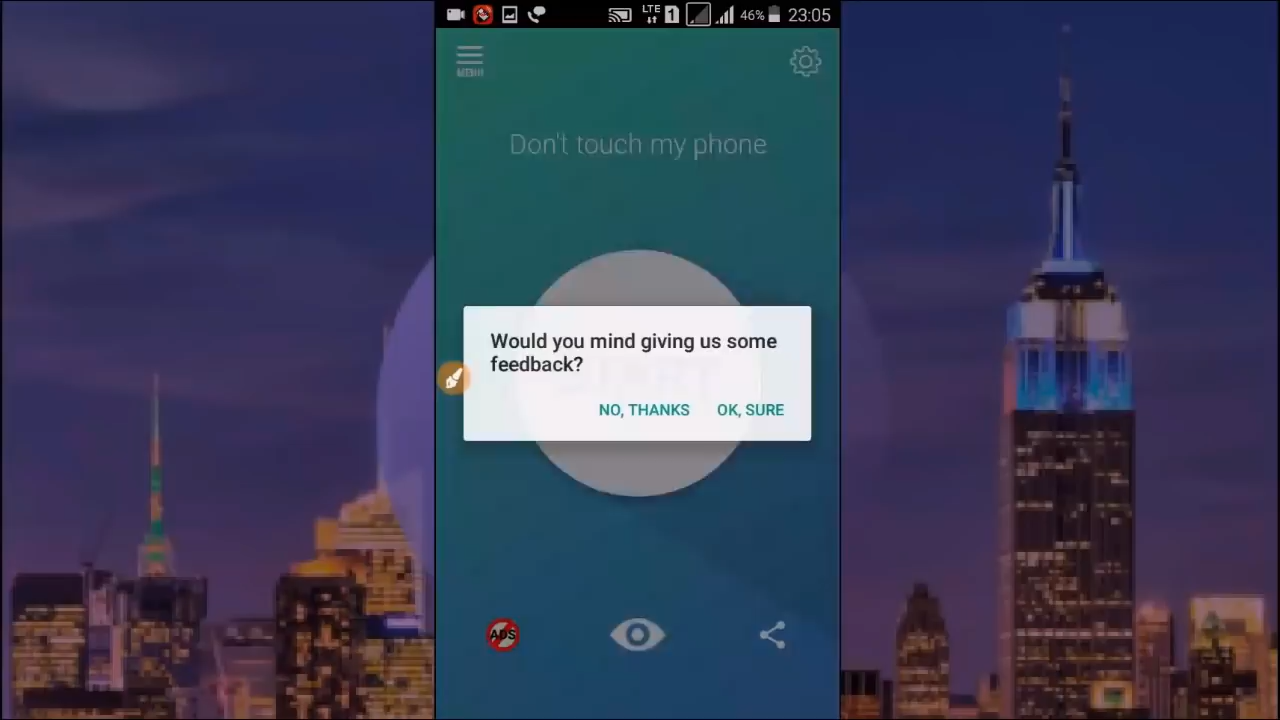 LTE 1 46% 23:05
MENU
Don't touch my phone
Would you mind giving us some
feedback?
NO, THANKS OK, SURE
ADS